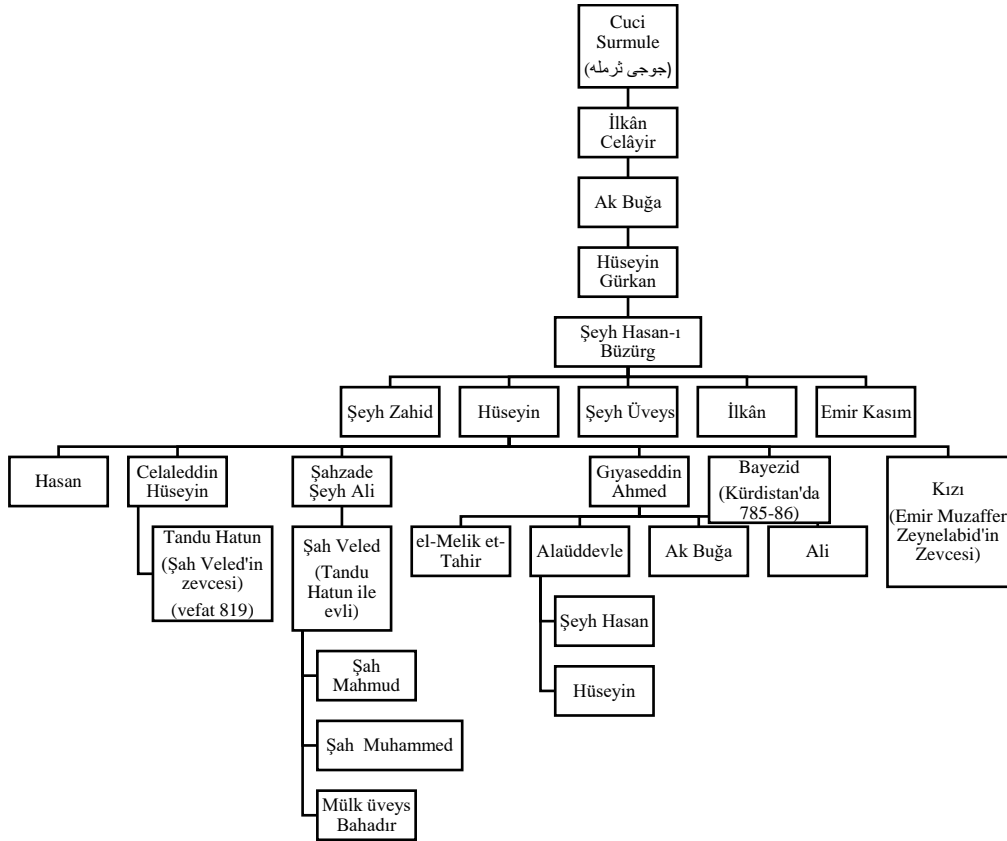 Cuci
Surmule
(جوجى ثرمله)
İlkân
Celâyir
Ak Buğa
Hüseyin
Gürkan
Şeyh Hasan-ı
Büzürg
Şeyh Zahid
Hüseyin
Şeyh Üveys
İlkân
Emir Kasım
Hasan
Celaleddin
Hüseyin
Şahzade
Şeyh Ali
Gıyaseddin
Ahmed
Bayezid
(Kürdistan'da
785-86)
Kızı
(Emir Muzaffer
Zeynelabid'in
Zevcesi)
Tandu Hatun
(Şah Veled'in
zevcesi)
(vefat 819)
Şah Veled
(Tandu
Hatun ile
evli)
el-Melik et-
Tahir
Alaüddevle
Ak Buğa
Ali
Şeyh Hasan
Hüseyin
Şah
Mahmud
Şah Muhammed
Mülk üveys
Bahadır